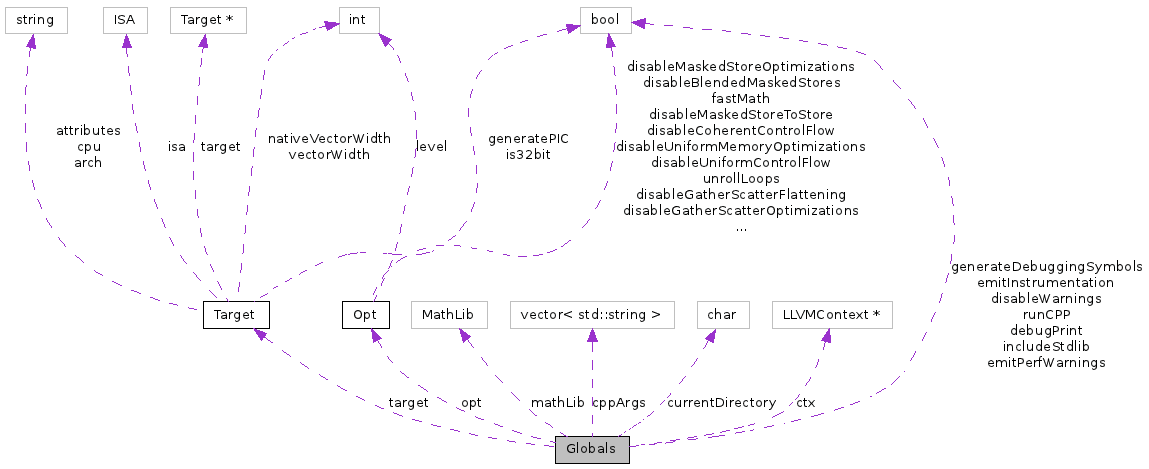 string
ISA
Target *
int
bool
attributes
cpu
arch
isa
target
nativeVectorWidth
vectorWidth
level
generatePIC
is32bit
disableMaskedStoreOptimizations
disableBlendedMaskedStores
fastMath
disableMaskedStoreToStore
disableCoherentControlFlow
disableUniformMemoryOptimizations
disableUniformControlFlow
unrollLoops
disableGatherScatterFlattening
disableGatherScatterOptimizations
...
generateDebuggingSymbols
emitInstrumentation
disableWarnings
runCPP
debugPrint
includeStdlib
emitPerfWarnings
Target
Opt
MathLib
vector< std::string >
char
LLVMContext *
target
opt
mathLib
cppArgs
currentDirectory
ctx
Globals